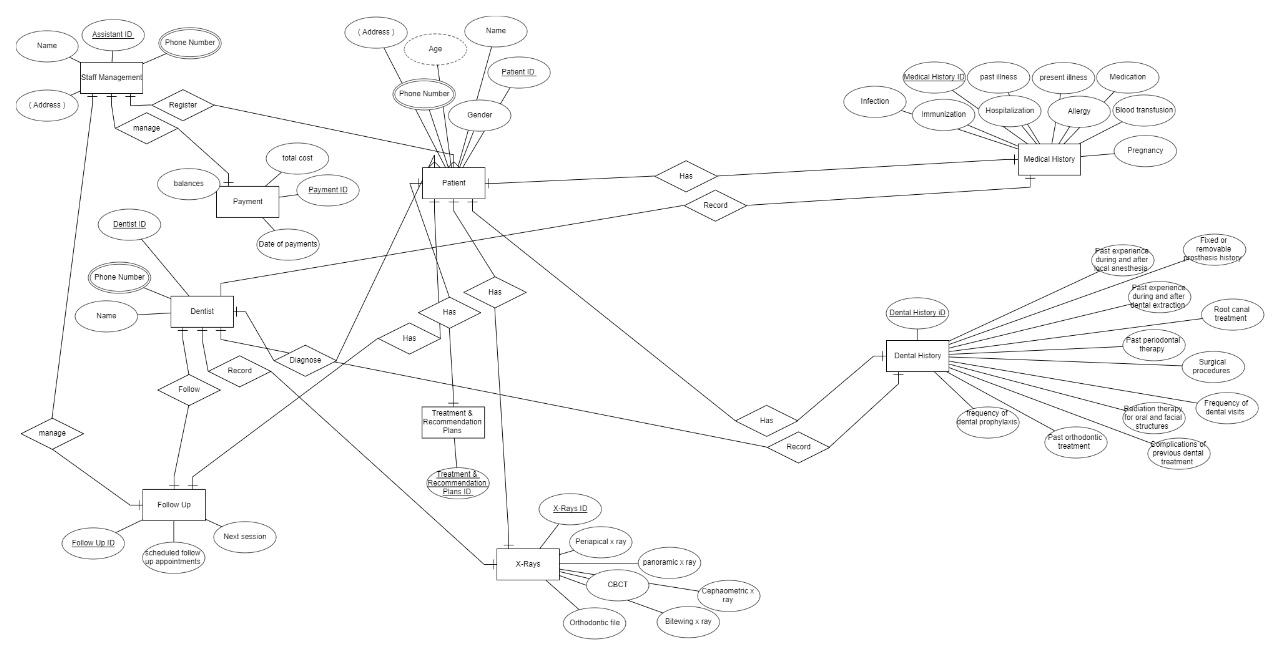 Assistant ID
Name
Phone Number
Staff Management
( Address )
Register
manage
( Address )
Age
Name
Patient ID
Phone Number
Gender
Patient
total cost
balances
Payment ID
Payment
Date of payments
Medical History ID
past illness
present illness
Medication
Infection
Immunization
Hospitalization
Allergy
Blood transfusion
Pregnancy
Medical History
Has
Record
Dentist ID
Phone Number
Name
Dentist
Has
Has
Has
Diagnose
Record
Follow
manage
Treatment &
Recommendation
Plans
Treatment &
Recommendation
Plans ID
Follow Up
Follow Up ID
scheduled follow
up appointments
Next session
X-Rays ID
Periapical x ray
panoramic x ray
X-Rays
CBCT
Cephaometric x
ray
Bitewing x ray
Orthodontic file
Has
Record
Dental History iD
Dental History
Past experience
during and after
local anesthesia
Fixed or
removable
prosthesis history
Past experience
during and after
dental extraction
Root canal
treatment
Past periodontal
therapy
Surgical
procedures
Frequency of
dental visits
Radiation therapy
for oral and facial
structures
Complications of
previous dental
treatment
Past orthodontic
treatment
frequency of
dental prophylaxis